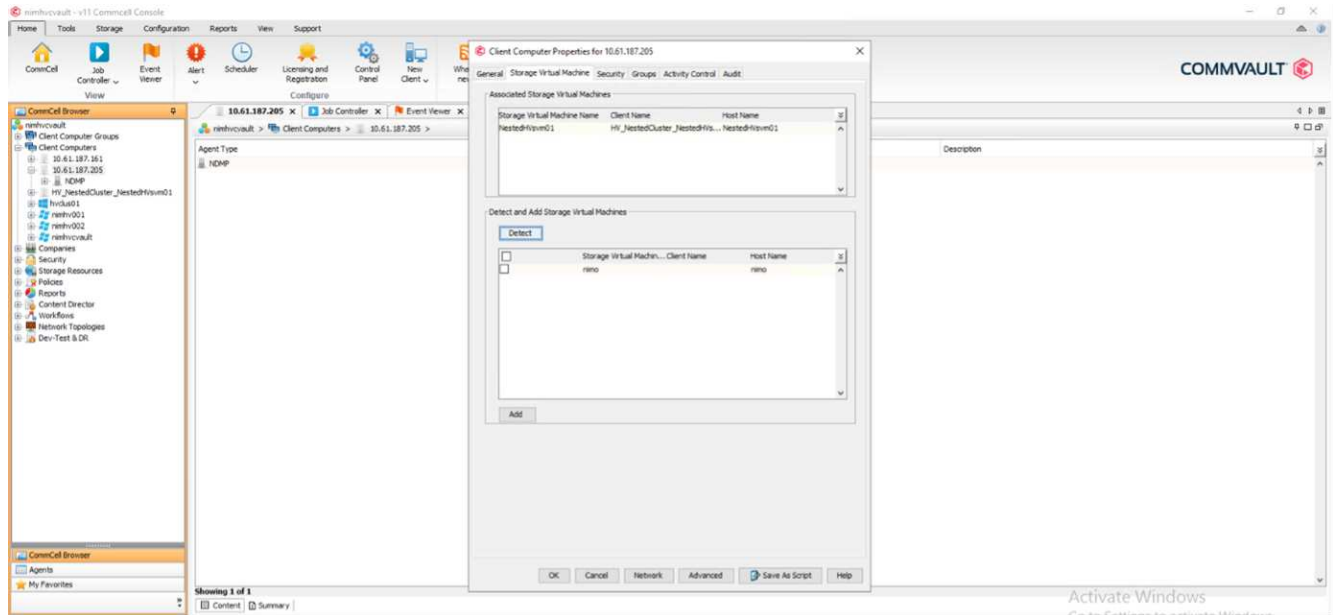 nimhvcvault - v11 Commcell Console
Home Tools Storage Configuration Reports View Support
CommCell
Job Controller
Event Viewer
Alert
Scheduler
Licensing and Registration
Control Panel
New Client
View
Configure
COMMVAULT
CommCell Browser
nimhvcvault
Client Computer Groups
Client Computers
10.61.187.161
10.61.187.205
NDMP
HV_NestedCluster_NestedHVsvm01
hvclus01
nimhv001
nimhv002
nimhvcvault
Companies
Security
Storage Resources
Policies
Reports
Content Director
Workflows
Network Topologies
Dev-Test & DR
CommCell Browser
Agents
My Favorites
10.61.187.205 x Job Controller x Event Viewer x
nimhvcvault > Client Computers > 10.61.187.205 >
Agent Type
Description
NDMP
Showing 1 of 1
Content Summary
Client Computer Properties for 10.61.187.205
General Storage Virtual Machine Security Groups Activity Control Audit
Associated Storage Virtual Machines
Storage Virtual Machine Name Client Name Host Name
NestedHVsvm01 HV_NestedCluster_NestedHVs... NestedHVsvm01
Detect and Add Storage Virtual Machines
Detect
Storage Virtual Machin... Client Name Host Name
nimo nimo
Add
OK Cancel Network Advanced Save As Script Help
Activate Windows